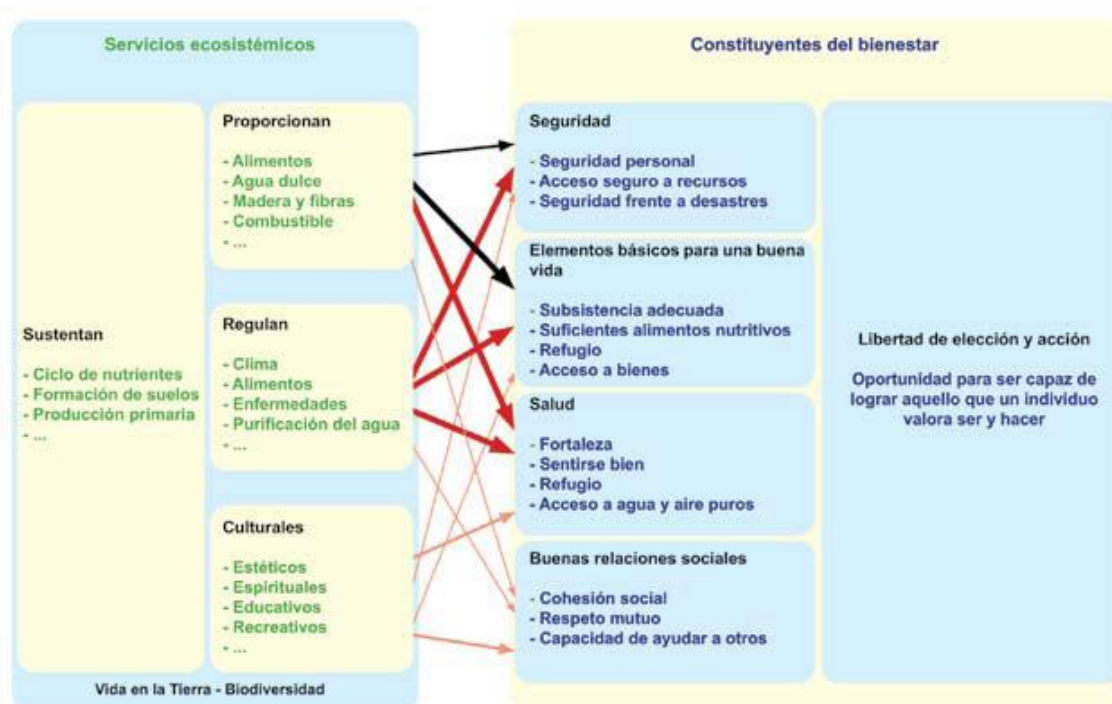 Servicios ecosistémicos
Sustentan
- Ciclo de nutrientes
- Formación de suelos
- Producción primaria
- ...
Proporcionan
- Alimentos
- Agua dulce
- Madera y fibras
- Combustible
- ...
Regulan
- Clima
- Alimentos
- Enfermedades
- Purificación del agua
- ...
Culturales
- Estéticos
- Espirituales
- Educativos
- Recreativos
- ...
Vida en la Tierra - Biodiversidad
Constituyentes del bienestar
Seguridad
- Seguridad personal
- Acceso seguro a recursos
- Seguridad frente a desastres
Elementos básicos para una buena
vida
- Subsistencia adecuada
- Suficientes alimentos nutritivos
- Refugio
- Acceso a bienes
Salud
- Fortaleza
- Sentirse bien
- Refugio
- Acceso a agua y aire puros
Buenas relaciones sociales
- Cohesión social
- Respeto mutuo
- Capacidad de ayudar a otros
Libertad de elección y acción
Oportunidad para ser capaz de
lograr aquello que un individuo
valora ser y hacer